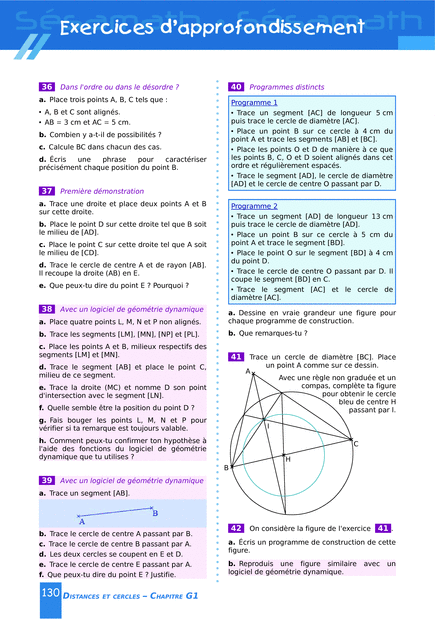 Exercices d'approfondissement
36 Dans l'ordre ou dans le désordre ?
a. Place trois points A, B, C tels que :
• A, B et C sont alignés.
• AB = 3 cm et AC = 5 cm.
b. Combien y a-t-il de possibilités ?
c. Calcule BC dans chacun des cas.
d. Écris une phrase pour caractériser
précisément chaque position du point B.
37 Première démonstration
a. Trace une droite et place deux points A et B
sur cette droite.
b. Place le point D sur cette droite tel que B soit
le milieu de [AD].
c. Place le point C sur cette droite tel que A soit
le milieu de [CD].
d. Trace le cercle de centre A et de rayon [AB].
Il recoupe la droite (AB) en E.
e. Que peux-tu dire du point E ? Pourquoi ?
38 Avec un logiciel de géométrie dynamique
a. Place quatre points L, M, N et P non alignés.
b. Trace les segments [LM], [MN], [NP] et [PL].
c. Place les points A et B, milieux respectifs des
segments [LM] et [MN].
d. Trace le segment [AB] et place le point C,
milieu de ce segment.
e. Trace la droite (MC) et nomme D son point
d'intersection avec le segment [LN].
f. Quelle semble être la position du point D ?
g. Fais bouger les points L, M, N et P pour
vérifier si ta remarque est toujours valable.
h. Comment peux-tu confirmer ton hypothèse à
l'aide des fonctions du logiciel de géométrie
dynamique que tu utilises ?
39 Avec un logiciel de géométrie dynamique
a. Trace un segment [AB].
A
B
b. Trace le cercle de centre A passant par B.
c. Trace le cercle de centre B passant par A.
d. Les deux cercles se coupent en E et D.
e. Trace le cercle de centre E passant par A.
f. Que peux-tu dire du point E ? Justifie.
40 Programmes distincts
Programme 1
• Trace un segment [AC] de longueur 5 cm
puis trace le cercle de diamètre [AC].
• Place un point B sur ce cercle à 4 cm du
point A et trace les segments [AB] et [BC].
• Place les points O et D de manière à ce que
les points B, C, O et D soient alignés dans cet
ordre et régulièrement espacés.
• Trace le segment [AD], le cercle de diamètre
[AD] et le cercle de centre O passant par D.
Programme 2
• Trace un segment [AD] de longueur 13 cm
puis trace le cercle de diamètre [AD].
• Place un point B sur ce cercle à 5 cm du
point A et trace le segment [BD].
• Place le point O sur le segment [BD] à 4 cm
du point D.
• Trace le cercle de centre O passant par D. Il
coupe le segment [BD] en C.
• Trace le segment [AC] et le cercle de
diamètre [AC].
a. Dessine en vraie grandeur une figure pour
chaque programme de construction.
b. Que remarques-tu ?
41 Trace un cercle de diamètre [BC]. Place
un point A comme sur ce dessin.
Avec une règle non graduée et un
compas, complète ta figure
pour obtenir le cercle
bleu de centre H
passant par I.
A
I
C
H
B
42 On considère la figure de l'exercice 41.
a. Écris un programme de construction de cette
figure.
b. Reproduis une figure similaire avec un
logiciel de géométrie dynamique.
130 DISTANCES ET CERCLES – CHAPITRE G1